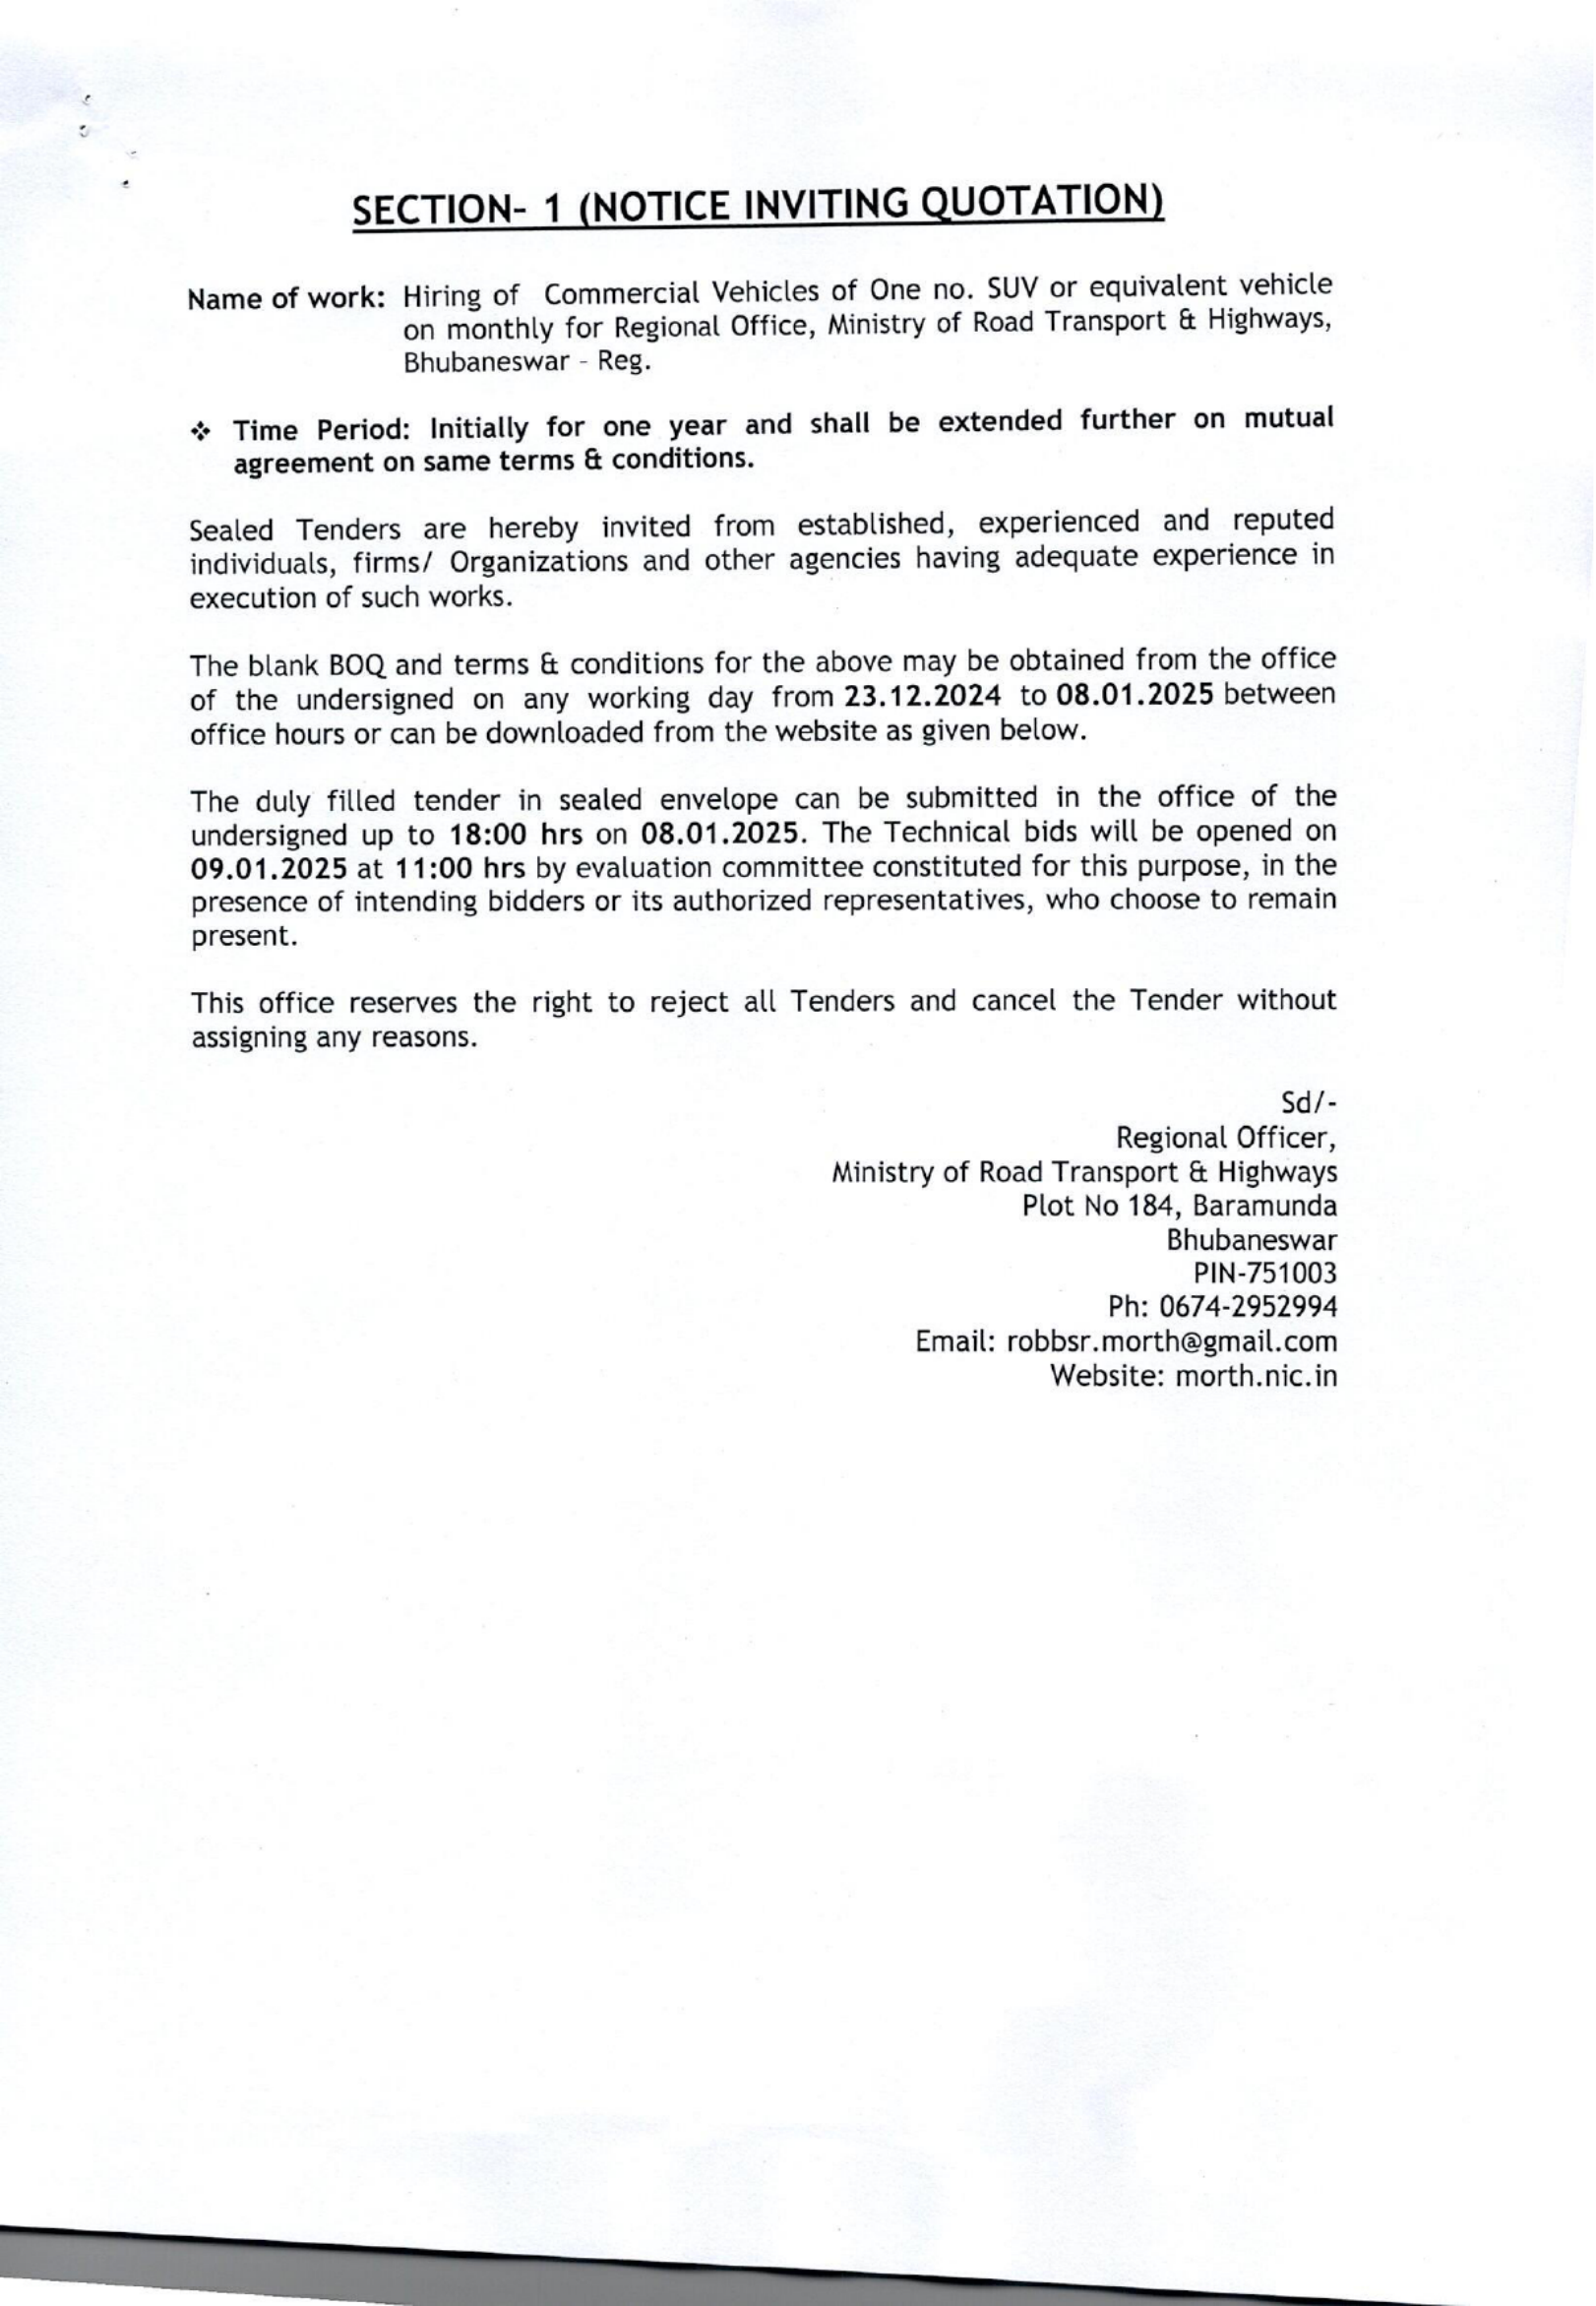 SECTION- 1 (NOTICE INVITING QUOTATION)
Name of work: Hiring of Commercial Vehicles of One no. SUV or equivalent vehicle
on monthly for Regional Office, Ministry of Road Transport & Highways,
Bhubaneswar - Reg.
❖ Time Period: Initially for one year and shall be extended further on mutual
agreement on same terms & conditions.
Sealed Tenders are hereby invited from established, experienced and reputed
individuals, firms/ Organizations and other agencies having adequate experience in
execution of such works.
The blank BOQ and terms & conditions for the above may be obtained from the office
of the undersigned on any working day from 23.12.2024 to 08.01.2025 between
office hours or can be downloaded from the website as given below.
The duly filled tender in sealed envelope can be submitted in the office of the
undersigned up to 18:00 hrs on 08.01.2025. The Technical bids will be opened on
09.01.2025 at 11:00 hrs by evaluation committee constituted for this purpose, in the
presence of intending bidders or its authorized representatives, who choose to remain
present.
This office reserves the right to reject all Tenders and cancel the Tender without
assigning any reasons.
Sd/-
Regional Officer,
Ministry of Road Transport & Highways
Plot No 184, Baramunda
Bhubaneswar
PIN-751003
Ph: 0674-2952994
Email: robbsr.morth@gmail.com
Website: morth.nic.in